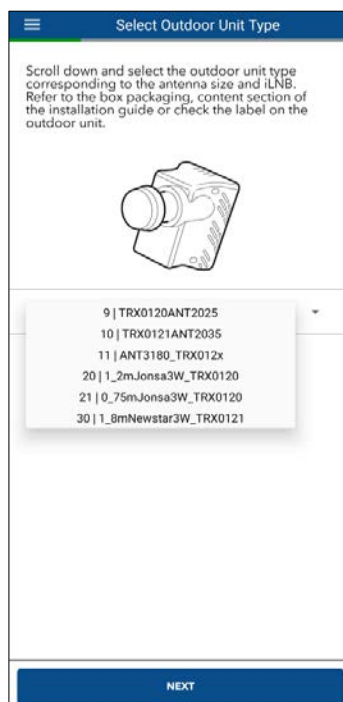 Select Outdoor Unit Type
Scroll down and select the outdoor unit type
corresponding to the antenna size and iLNB.
Refer to the box packaging, content section of
the installation guide or check the label on the
outdoor unit.
9 | TRX0120ANT2025
10 | TRX0121ANT2035
11 | ANT3180_TRX012x
20 | 1_2mJonsa3W_TRX0120
21 | 0_75mJonsa3W_TRX0120
30 | 1_8mNewstar3W_TRX0121
NEXT